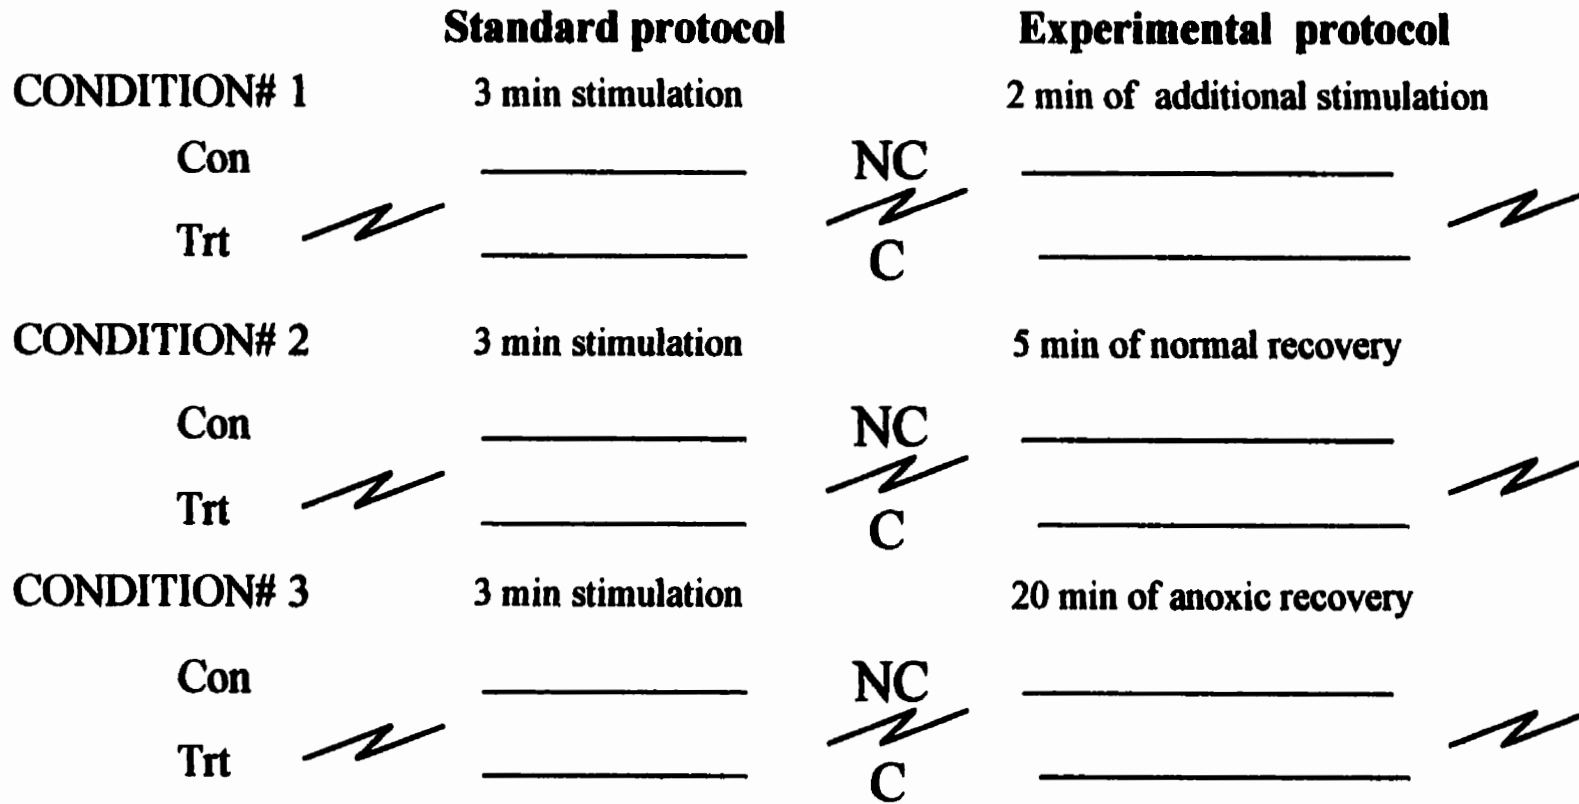 Standard protocol Experimental protocol
CONDITION# 1 3 min stimulation 2 min of additional stimulation
Con NC
Trt C
CONDITION# 2 3 min stimulation 5 min of normal recovery
Con NC
Trt C
CONDITION# 3 3 min stimulation 20 min of anoxic recovery
Con NC
Trt C